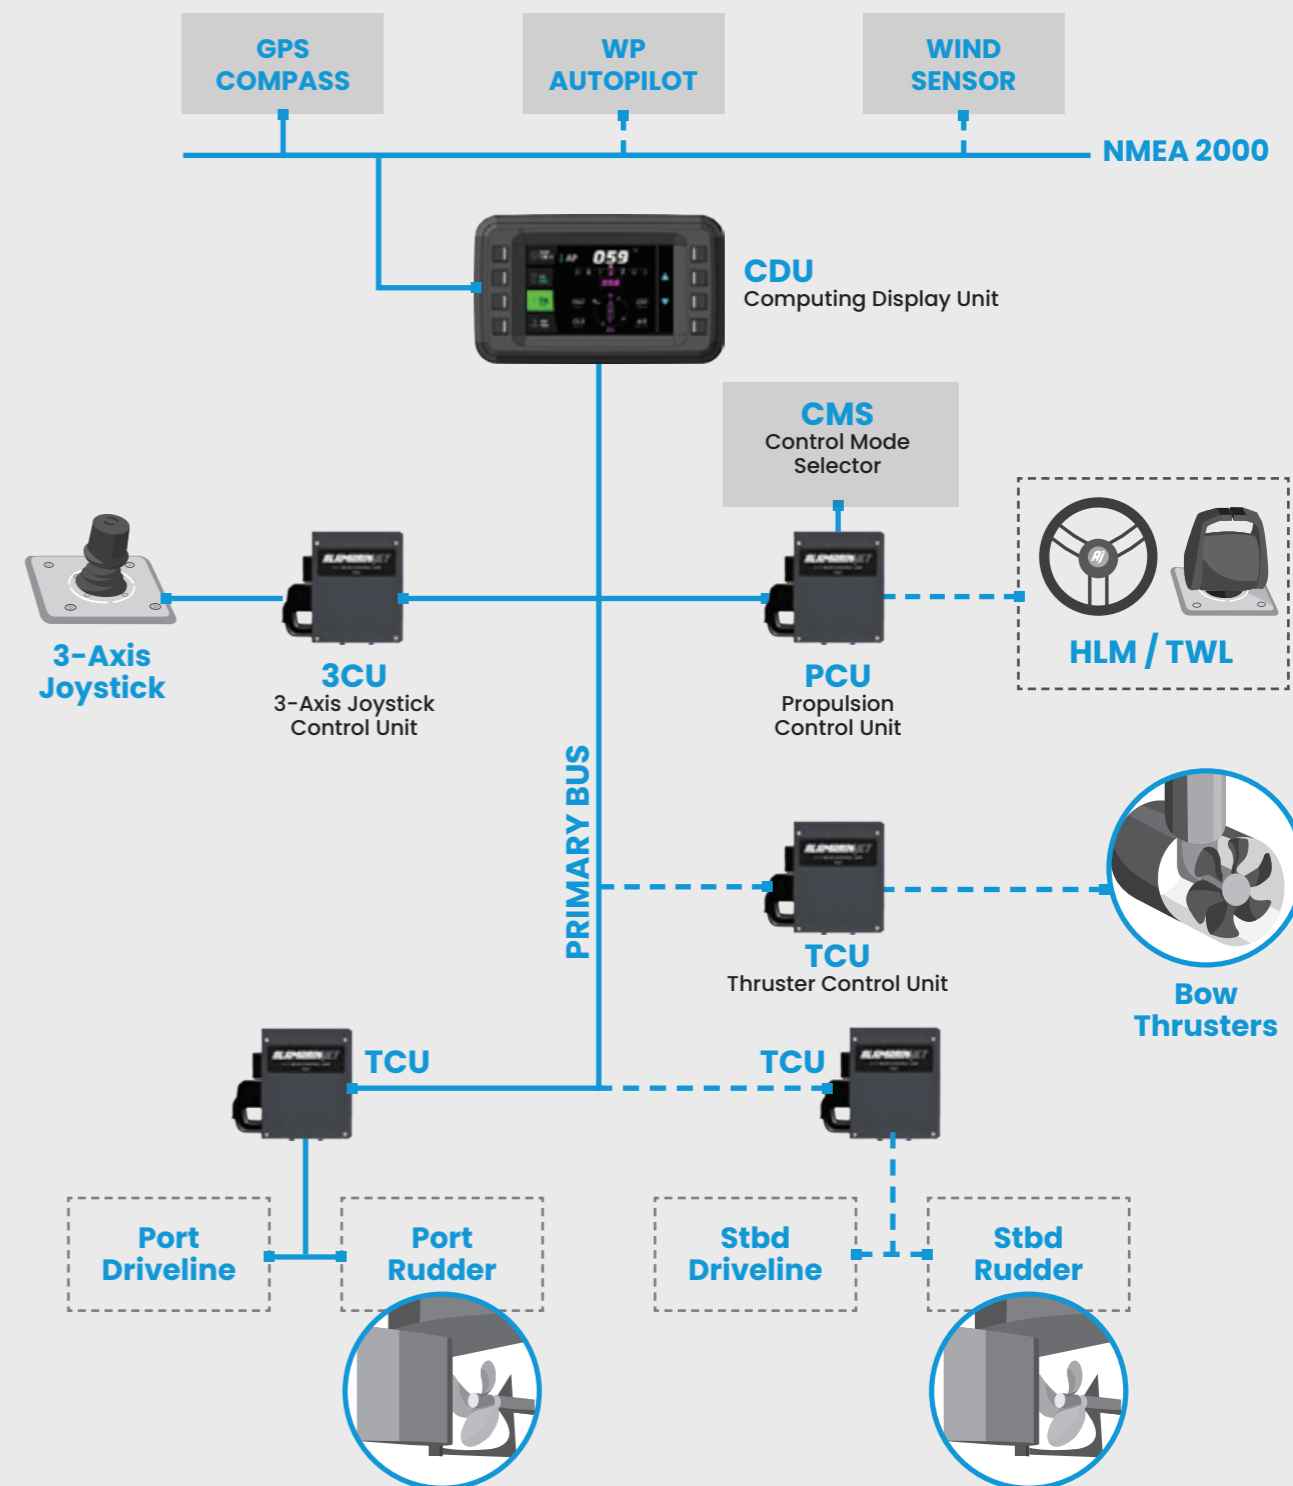 GPS
COMPASS
WP
AUTOPILOT
WIND
SENSOR
NMEA 2000
AP 059
CDU
Computing Display Unit
CMS
Control Mode
Selector
3-Axis
Joystick
3CU
3-Axis Joystick
Control Unit
PCU
Propulsion
Control Unit
HLM / TWL
PRIMARY BUS
TCU
Thruster Control Unit
Bow
Thrusters
TCU
TCU
Port
Driveline
Port
Rudder
Stbd
Driveline
Stbd
Rudder